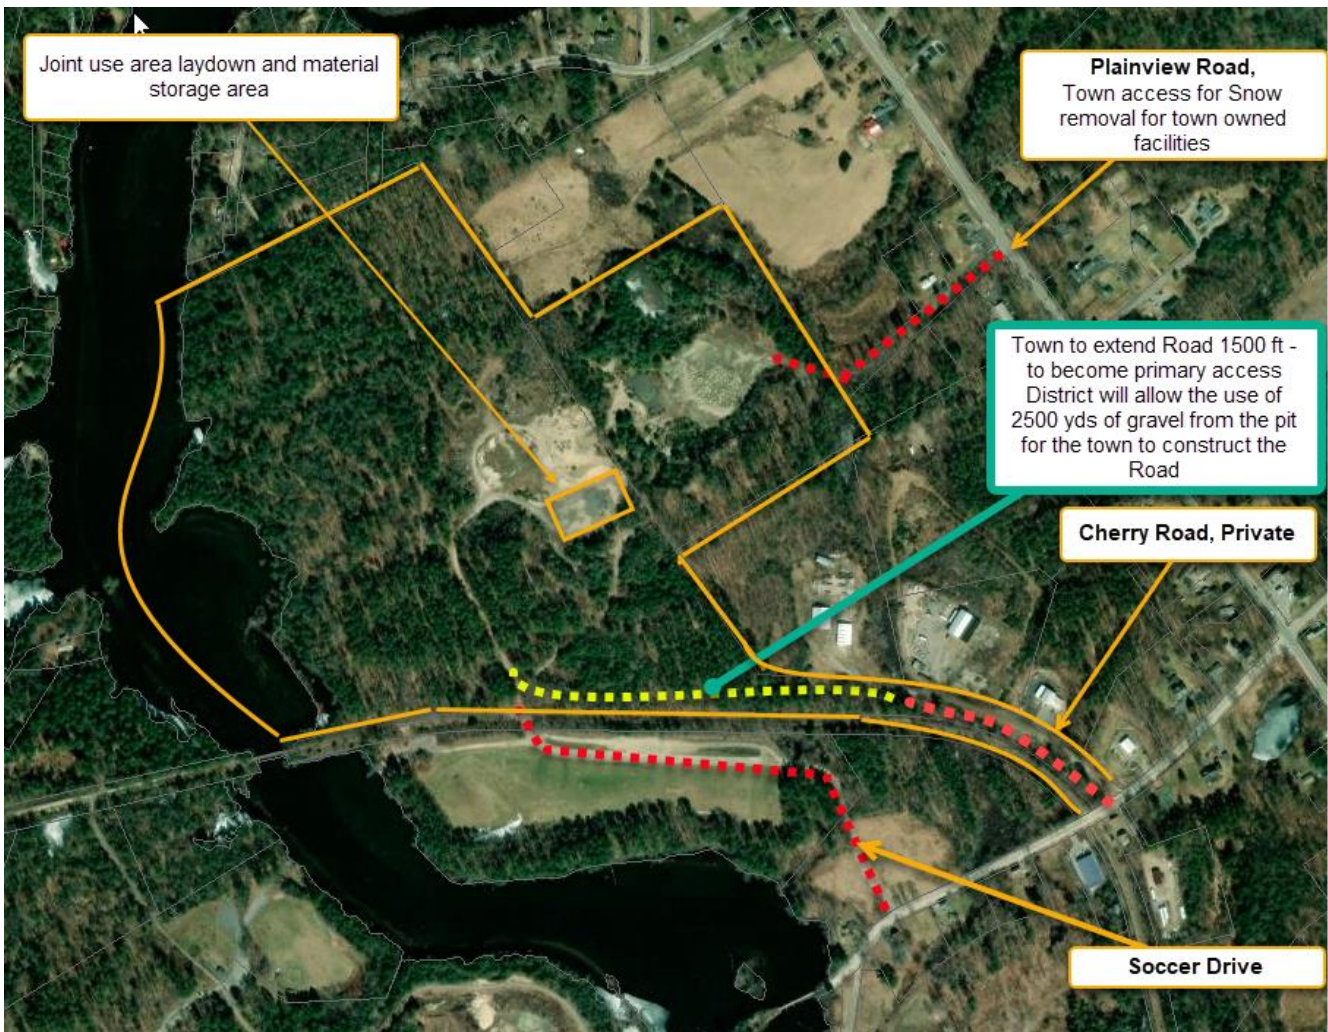 Joint use area laydown and material
storage area
Plainview Road,
Town access for Snow
removal for town owned
facilities
Town to extend Road 1500 ft -
to become primary access
District will allow the use of
2500 yds of gravel from the pit
for the town to construct the
Road
Cherry Road, Private
Soccer Drive